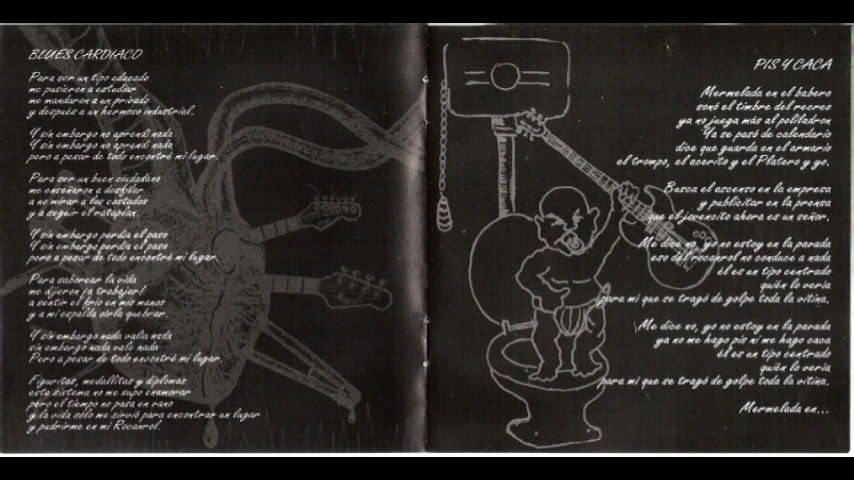 BLUES CARDIACO
Para ser un tipo educado
me pusieron a estudiar
me mandaron a un privado
y después a un hermoso industrial.
Y sin embargo no aprendí nada
Y sin embargo no aprendí nada
pero a pesar de todo encontré mi lugar.
Para ser un buen ciudadano
me enseñaron a desfilar
a no mirar a los costados
y a seguir el rataplán.
Y sin embargo perdía el paso
Y sin embargo perdía el paso
pero a pesar de todo encontré mi lugar.
Para saborear la vida
me dijeron ¡a trabajar!
a sentir el frío en mis manos
y a mi espalda oírla quebrar.
Y sin embargo nada valía nada
sin embargo nada vale nada
Pero a pesar de todo encontré mi lugar.
Figuritas, medallitas y diplomas
este sistema no me supo enamorar
pero el tiempo no pasa en vano
y la vida sólo me sirvió para encontrar un lugar
y pudrirme en mi Rocanrol.
PIS Y CACA
Mermelada en el babero
sonó el timbre del recreo
ya no juega más al poliladron
Ya se pasó de calendario
dice que guarda en el armario
el trompo, el acerito y el Platero y yo.
Busca el ascenso en la empresa
y publicitar en la prensa
que el jovencito ahora es un señor.
Me dice no, yo no estoy en la pavada
eso del rocanrol no conduce a nada
él es un tipo centrado
quién lo vería
para mi que se tragó de golpe toda la vitina.
Me dice no, yo no estoy en la pavada
ya no me hago pis ni me hago caca
él es un tipo centrado
quién lo vería
para mi que se tragó de golpe toda la vitina.
Mermelada en...